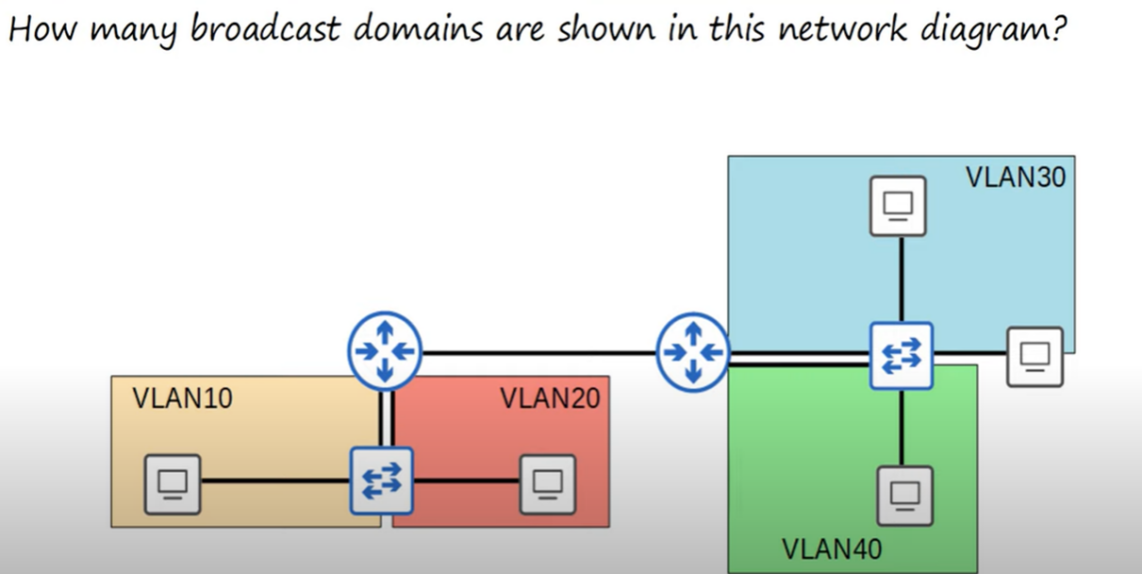 How many broadcast domains are shown in this network diagram?
VLAN30
VLAN10
VLAN20
VLAN40